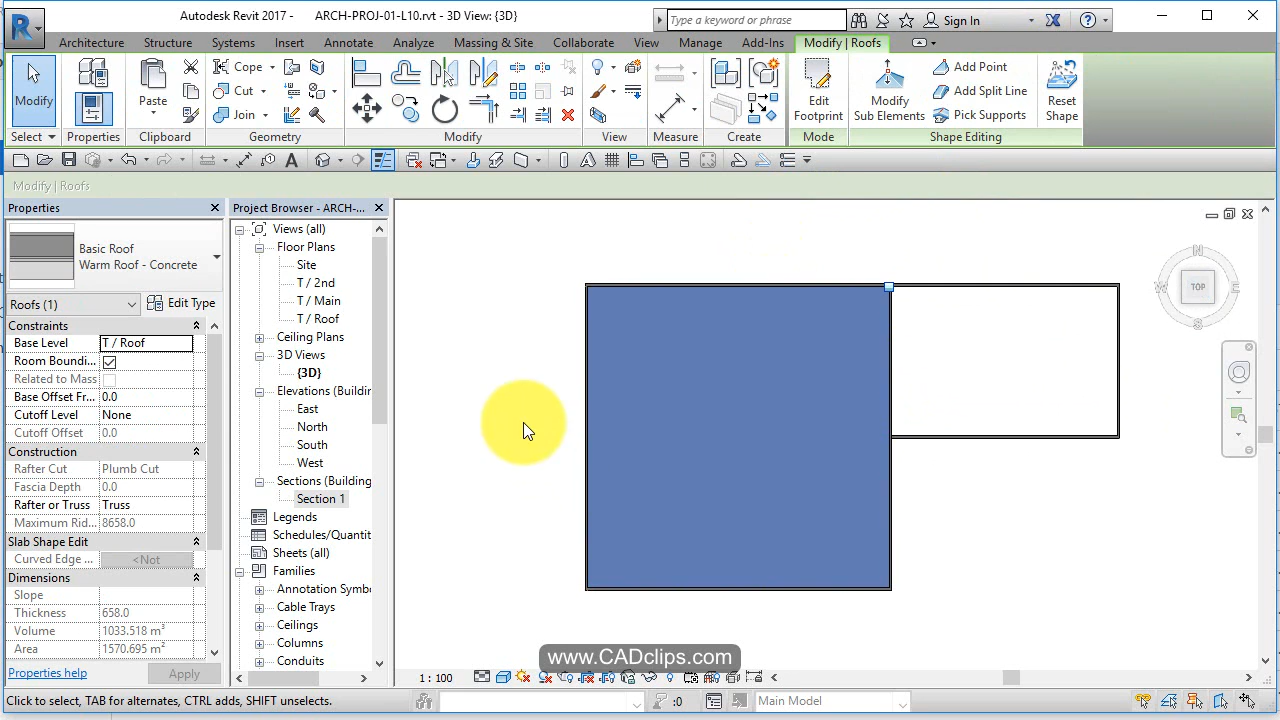 Autodesk Revit 2017 - ARCH-PROJ-01-L10.rvt - 3D View: {3D}
Type a keyword or phrase
Sign In
Architecture Structure Systems Insert Annotate Analyze Massing & Site Collaborate View Manage Add-Ins Modify | Roofs
Modify
Paste
Cope
Cut
Join
Edit Footprint
Modify Sub Elements
Add Point
Add Split Line
Pick Supports
Reset Shape
Select Properties Clipboard Geometry Modify View Measure Create Mode Shape Editing
Modify | Roofs
Properties
Basic Roof
Warm Roof - Concrete
Roofs (1) Edit Type
Constraints
Base Level T / Roof
Room Boundi...
Related to Mass
Base Offset Fr... 0.0
Cutoff Level None
Cutoff Offset 0.0
Construction
Rafter Cut Plumb Cut
Fascia Depth 0.0
Rafter or Truss Truss
Maximum Rid... 8658.0
Slab Shape Edit
Curved Edge ... <Not
Dimensions
Slope
Thickness 658.0
Volume 1033.518 m³
Area 1570.695 m²
Properties help Apply
Project Browser - ARCH-...
Views (all)
Floor Plans
Site
T / 2nd
T / Main
T / Roof
Ceiling Plans
3D Views
{3D}
Elevations (Buildin
East
North
South
West
Sections (Building
Section 1
Legends
Schedules/Quantit
Sheets (all)
Families
Annotation Symb
Cable Trays
Ceilings
Columns
Conduits
N
W TOP E
S
www.CADclips.com
1 : 100
Click to select, TAB for alternates, CTRL adds, SHIFT unselects.
:0
Main Model